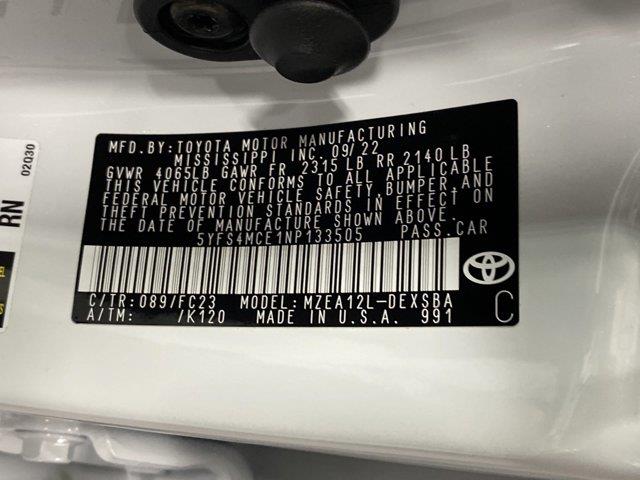 MFD.BY:TOYOTA MOTOR MANUFACTURING
MISSISSIPPI INC. 09/22
GVWR 4065LB GAWR FR 2315 LB RR 2140 LB
THIS VEHICLE CONFORMS TO ALL APPLICABLE
FEDERAL MOTOR VEHICLE SAFETY, BUMPER, AND
THEFT PREVENTION STANDARDS IN EFFECT ON
THE DATE OF MANUFACTURE SHOWN ABOVE.
5YFS4MCE1NP133505 PASS.CAR
C/TR:089/FC23 MODEL: MZEA12L-DEXSBA
A/TM: /K120 MADE IN U.S.A. 991
C
02Q30
RN